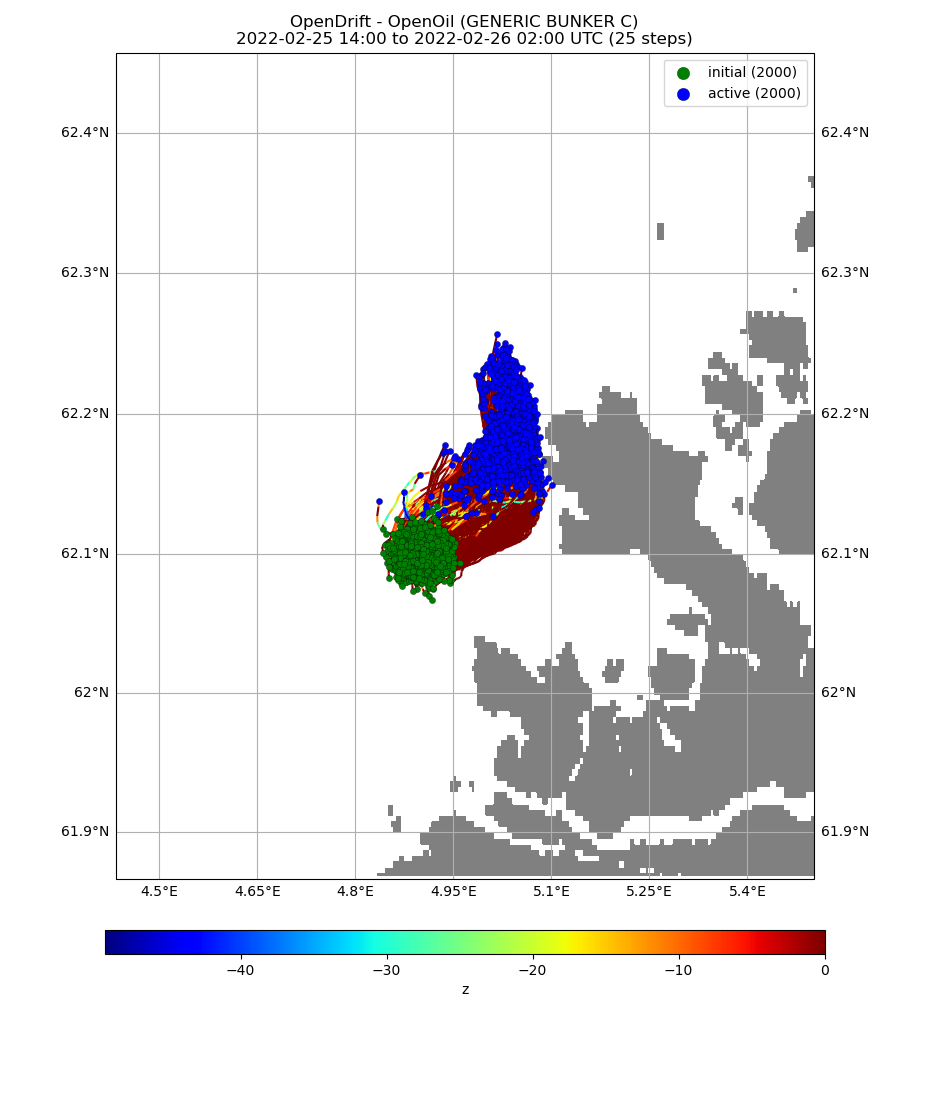 OpenDrift - OpenOil (GENERIC BUNKER C)
2022-02-25 14:00 to 2022-02-26 02:00 UTC (25 steps)
initial (2000)
active (2000)
62.4°N 62.4°N
62.3°N 62.3°N
62.2°N 62.2°N
62.1°N 62.1°N
62°N 62°N
61.9°N 61.9°N
4.5°E 4.65°E 4.8°E 4.95°E 5.1°E 5.25°E 5.4°E
−40 −30 −20 −10 0
z